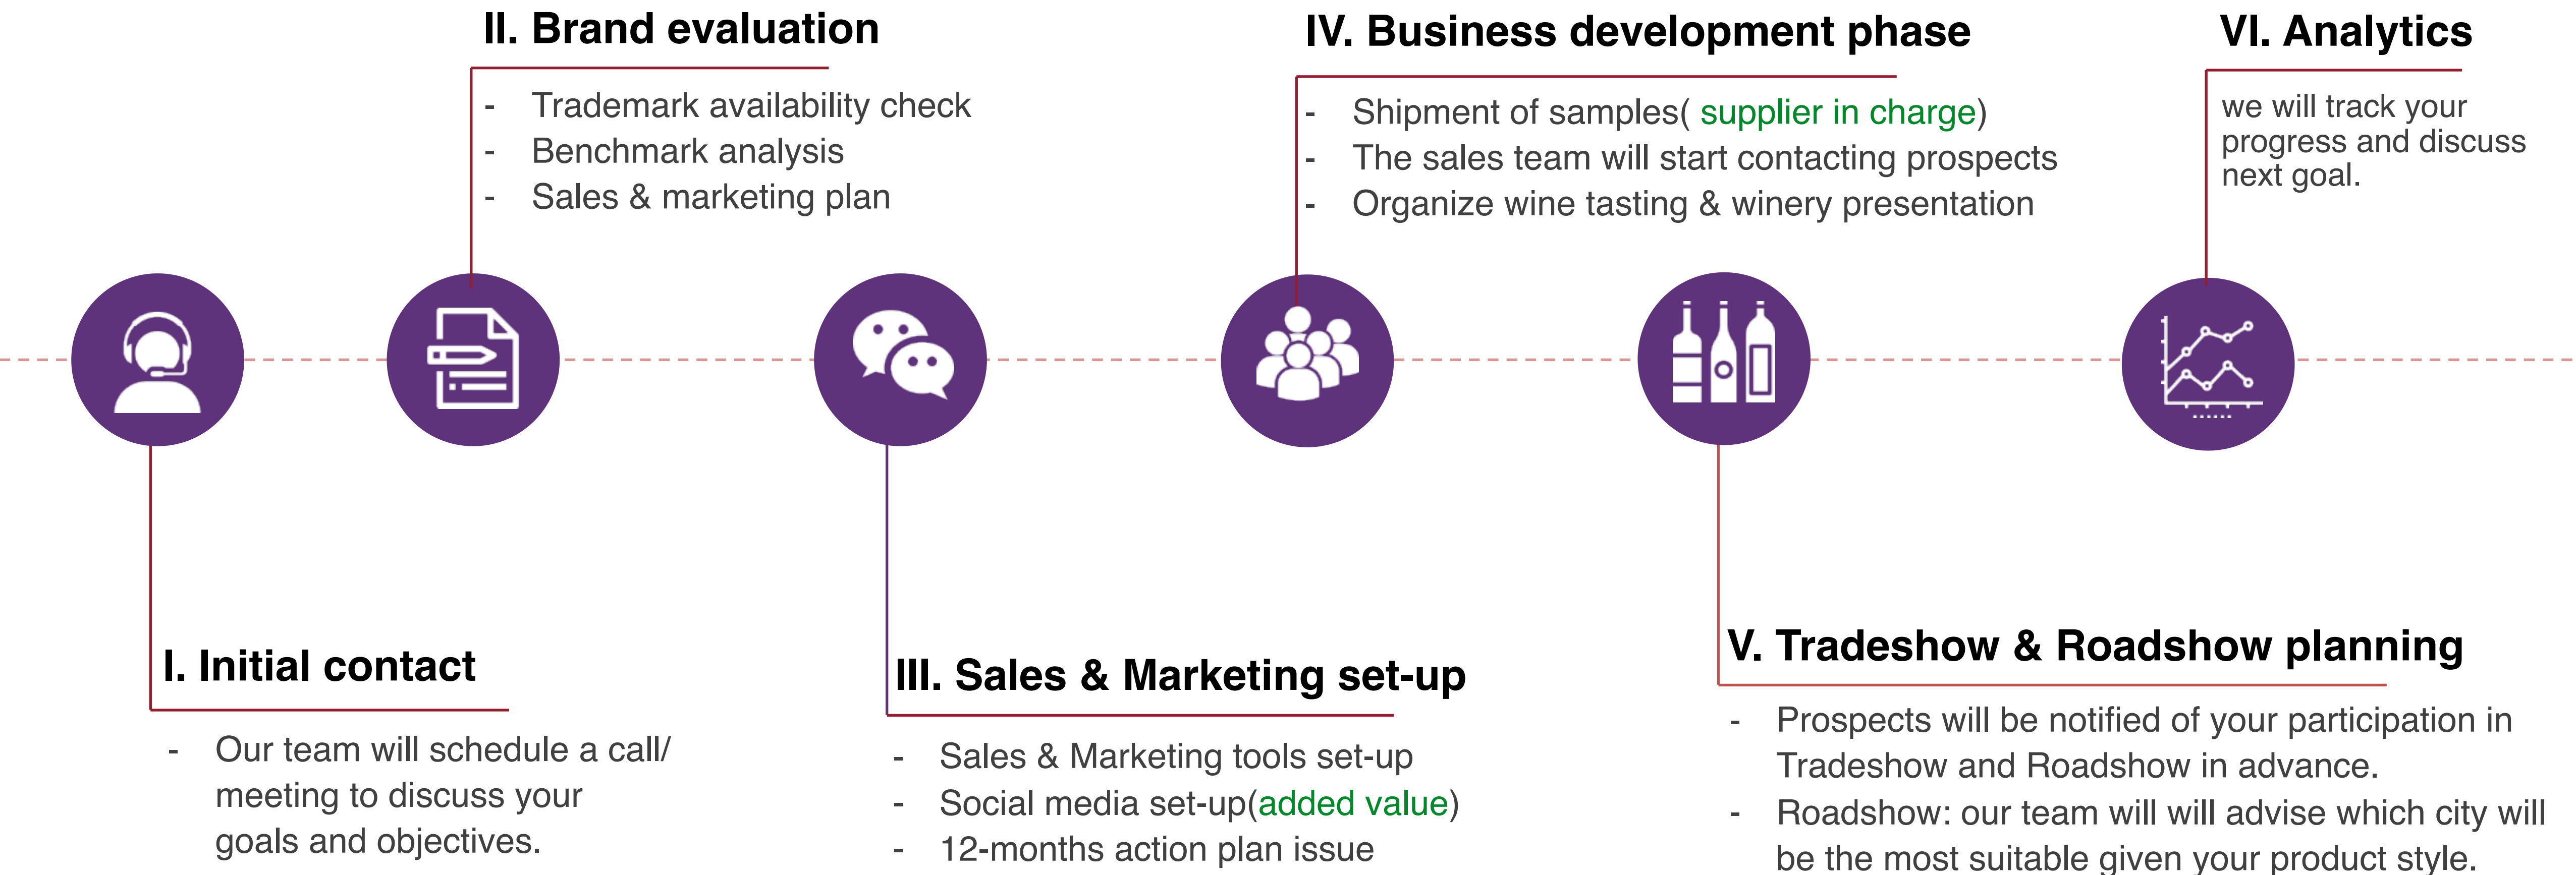 II. Brand evaluation
- Trademark availability check
- Benchmark analysis
- Sales & marketing plan
IV. Business development phase
- Shipment of samples( supplier in charge)
- The sales team will start contacting prospects
- Organize wine tasting & winery presentation
VI. Analytics
we will track your
progress and discuss
next goal.
I. Initial contact
- Our team will schedule a call/
meeting to discuss your
goals and objectives.
III. Sales & Marketing set-up
- Sales & Marketing tools set-up
- Social media set-up(added value)
- 12-months action plan issue
V. Tradeshow & Roadshow planning
- Prospects will be notified of your participation in
Tradeshow and Roadshow in advance.
- Roadshow: our team will will advise which city will
be the most suitable given your product style.